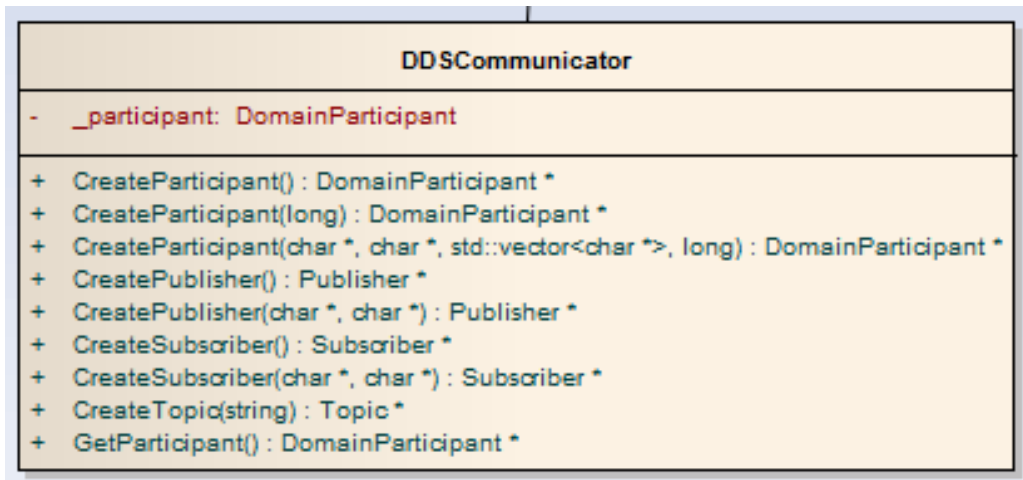 DDSCommunicator
- _participant: DomainParticipant
+ CreateParticipant() : DomainParticipant *
+ CreateParticipant(long) : DomainParticipant *
+ CreateParticipant(char *, char *, std::vector<char *>, long) : DomainParticipant *
+ CreatePublisher() : Publisher *
+ CreatePublisher(char *, char *) : Publisher *
+ CreateSubscriber() : Subscriber *
+ CreateSubscriber(char *, char *) : Subscriber *
+ CreateTopic(string) : Topic *
+ GetParticipant() : DomainParticipant *